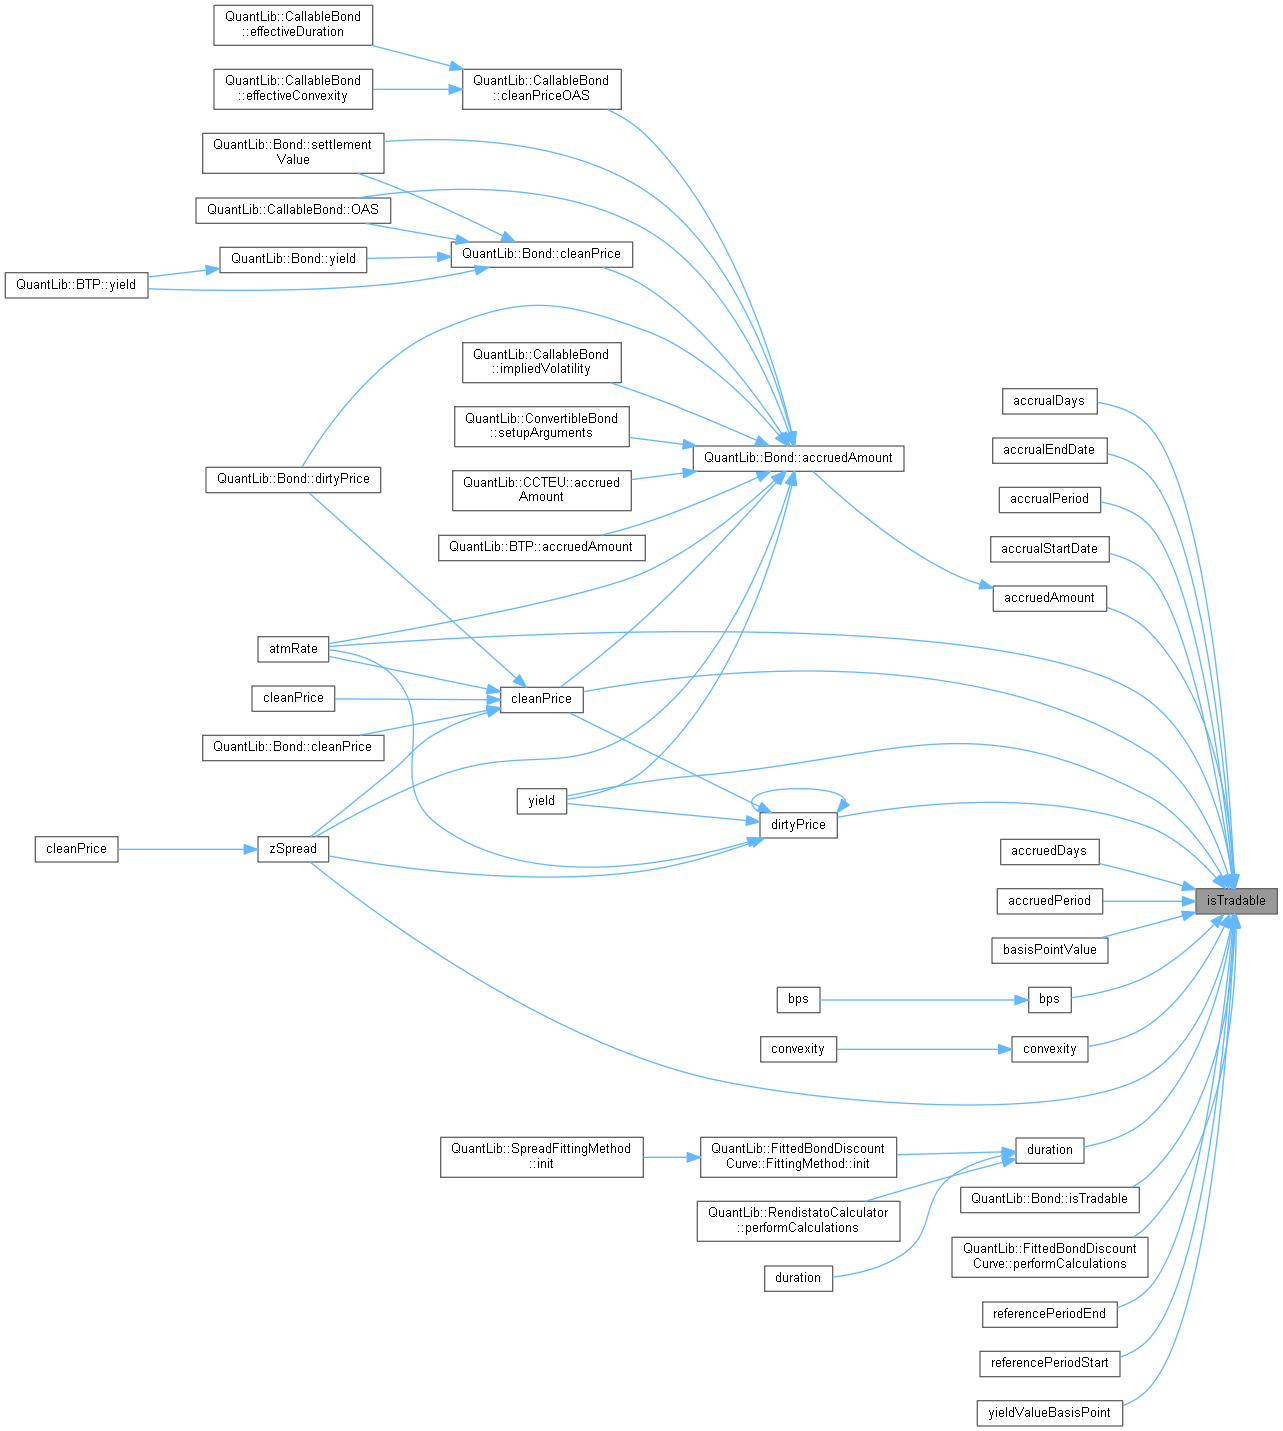 QuantLib::CallableBond
::effectiveDuration
QuantLib::CallableBond
::effectiveConvexity
QuantLib::CallableBond
::cleanPriceOAS
QuantLib::Bond::settlement
Value
QuantLib::CallableBond::OAS
QuantLib::Bond::yield
QuantLib::Bond::cleanPrice
QuantLib::BTP::yield
QuantLib::CallableBond
::impliedVolatility
QuantLib::ConvertibleBond
::setupArguments
QuantLib::Bond::accruedAmount
QuantLib::Bond::dirtyPrice
QuantLib::CCTEU::accrued
Amount
QuantLib::BTP::accruedAmount
accrualDays
accrualEndDate
accrualPeriod
accrualStartDate
accruedAmount
atmRate
cleanPrice
cleanPrice
QuantLib::Bond::cleanPrice
yield
dirtyPrice
cleanPrice
zSpread
accruedDays
accruedPeriod
isTradable
basisPointValue
bps
bps
convexity
convexity
QuantLib::SpreadFittingMethod
::init
QuantLib::FittedBondDiscount
Curve::FittingMethod::init
duration
QuantLib::RendistatoCalculator
::performCalculations
QuantLib::Bond::isTradable
duration
QuantLib::FittedBondDiscount
Curve::performCalculations
referencePeriodEnd
referencePeriodStart
yieldValueBasisPoint